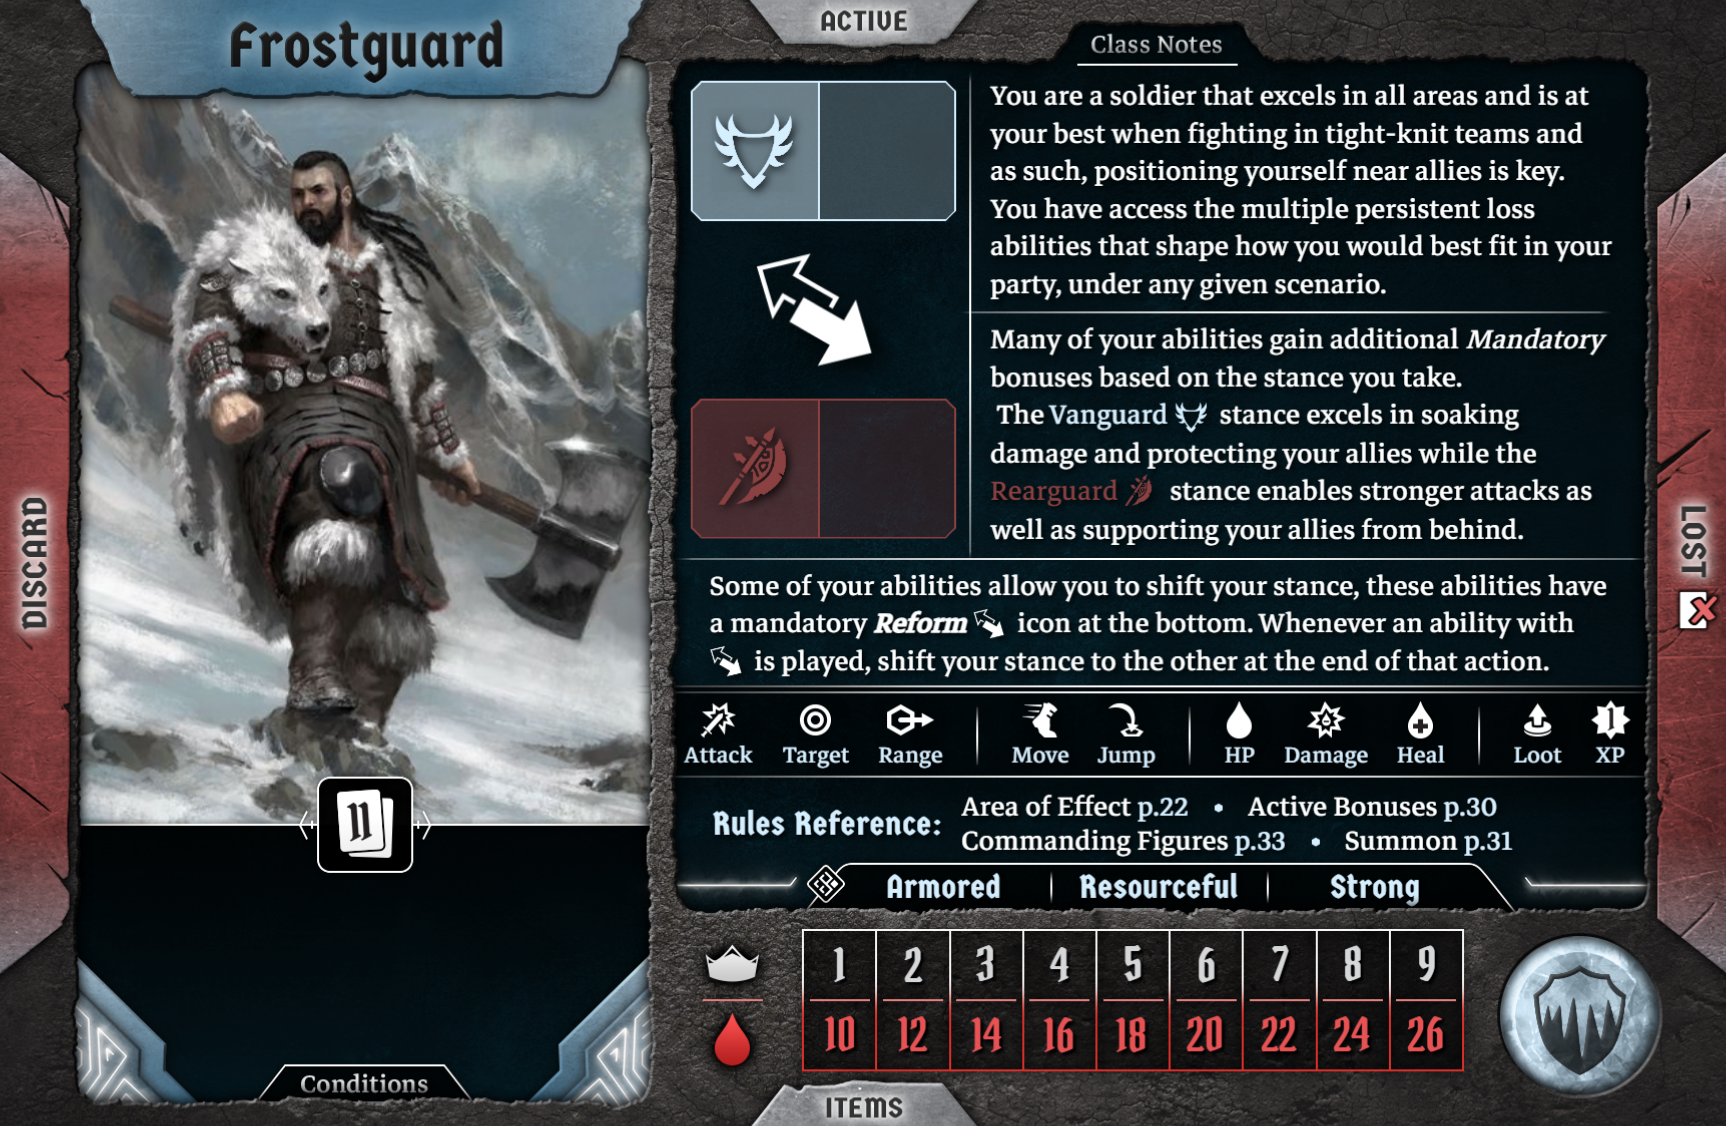 Frostguard
ACTIVE
Class Notes
You are a soldier that excels in all areas and is at
your best when fighting in tight-knit teams and
as such, positioning yourself near allies is key.
You have access the multiple persistent loss
abilities that shape how you would best fit in your
party, under any given scenario.
Many of your abilities gain additional Mandatory
bonuses based on the stance you take.
The Vanguard stance excels in soaking
damage and protecting your allies while the
Rearguard stance enables stronger attacks as
well as supporting your allies from behind.
Some of your abilities allow you to shift your stance, these abilities have
a mandatory Reform icon at the bottom. Whenever an ability with
is played, shift your stance to the other at the end of that action.
Attack Target Range Move Jump HP Damage Heal Loot 1 XP
Rules Reference:
Area of Effect p.22 • Active Bonuses p.30
Commanding Figures p.33 • Summon p.31
Armored Resourceful Strong
1 2 3 4 5 6 7 8 9
10 12 14 16 18 20 22 24 26
11
Conditions
DISCARD
LOST
ITEMS